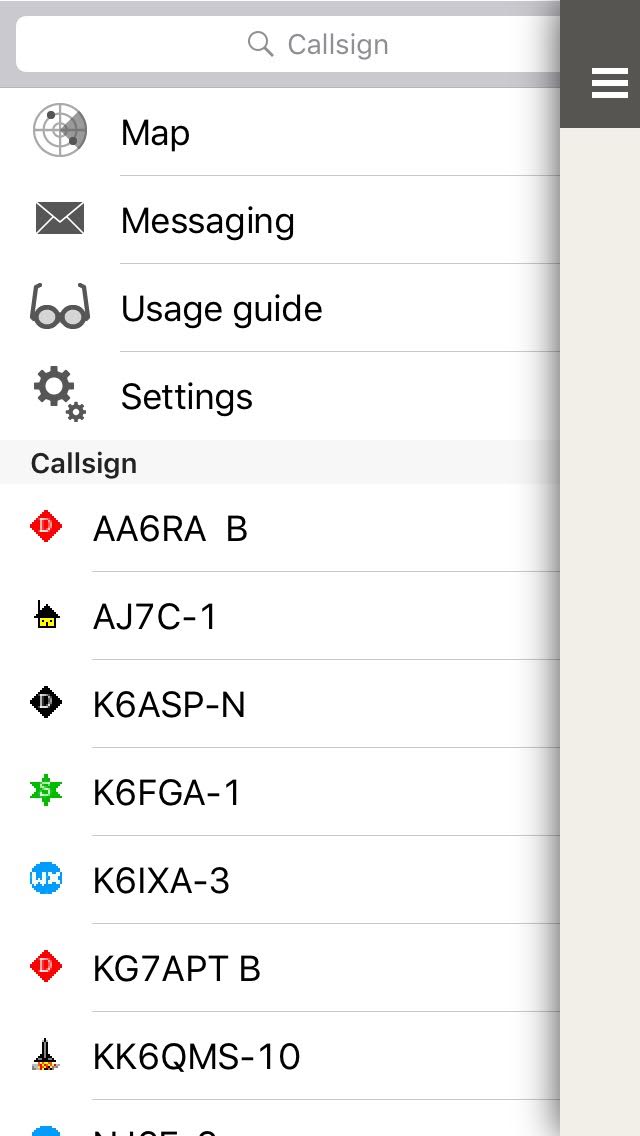 Callsign
Map
Messaging
Usage guide
Settings
Callsign
D AA6RA B
AJ7C-1
D K6ASP-N
S K6FGA-1
WX K6IXA-3
D KG7APT B
KK6QMS-10